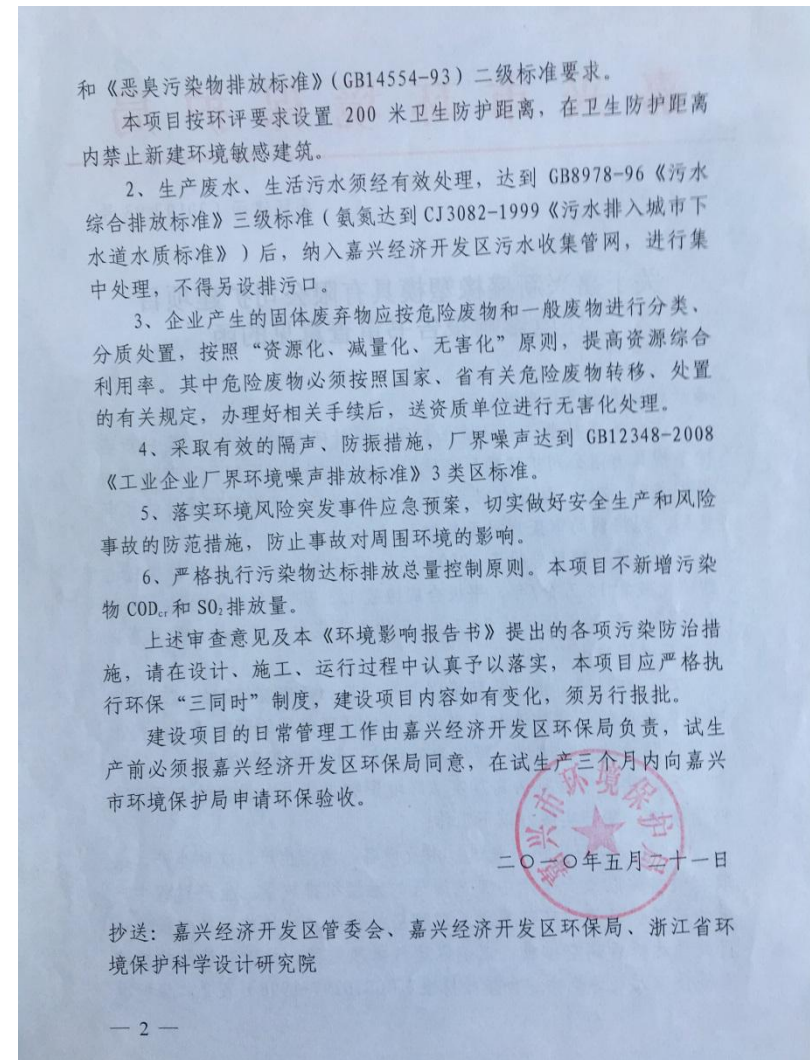 和《恶臭污染物排放标准》(GB14554-93) 二级标准要求。
本项目按环评要求设置 200 米卫生防护距离，在卫生防护距离
内禁止新建环境敏感建筑。
2、生产废水、生活污水须经有效处理，达到 GB8978-96《污水
综合排放标准》三级标准（氨氮达到 CJ3082-1999《污水排入城市下
水道水质标准》）后，纳入嘉兴经济开发区污水收集管网，进行集
中处理，不得另设排污口。
3、企业产生的固体废弃物应按危险废物和一般废物进行分类、
分质处置，按照“资源化、减量化、无害化”原则，提高资源综合
利用率。其中危险废物必须按照国家、省有关危险废物转移、处置
的有关规定，办理好相关手续后，送资质单位进行无害化处理。
4、采取有效的隔声、防振措施，厂界噪声达到 GB12348-2008
《工业企业厂界环境噪声排放标准》3 类区标准。
5、落实环境风险突发事件应急预案，切实做好安全生产和风险
事故的防范措施，防止事故对周围环境的影响。
6、严格执行污染物达标排放总量控制原则。本项目不新增污染
物 CODcr和 SO2排放量。
上述审查意见及本《环境影响报告书》提出的各项污染防治措
施，请在设计、施工、运行过程中认真予以落实，本项目应严格执
行环保“三同时”制度，建设项目内容如有变化，须另行报批。
建设项目的日常管理工作由嘉兴经济开发区环保局负责，试生
产前必须报嘉兴经济开发区环保局同意，在试生产三个月内向嘉兴
市环境保护局申请环保验收。
嘉兴市环境保护局
二〇一〇年五月二十一日
抄送：嘉兴经济开发区管委会、嘉兴经济开发区环保局、浙江省环
境保护科学设计研究院
— 2 —